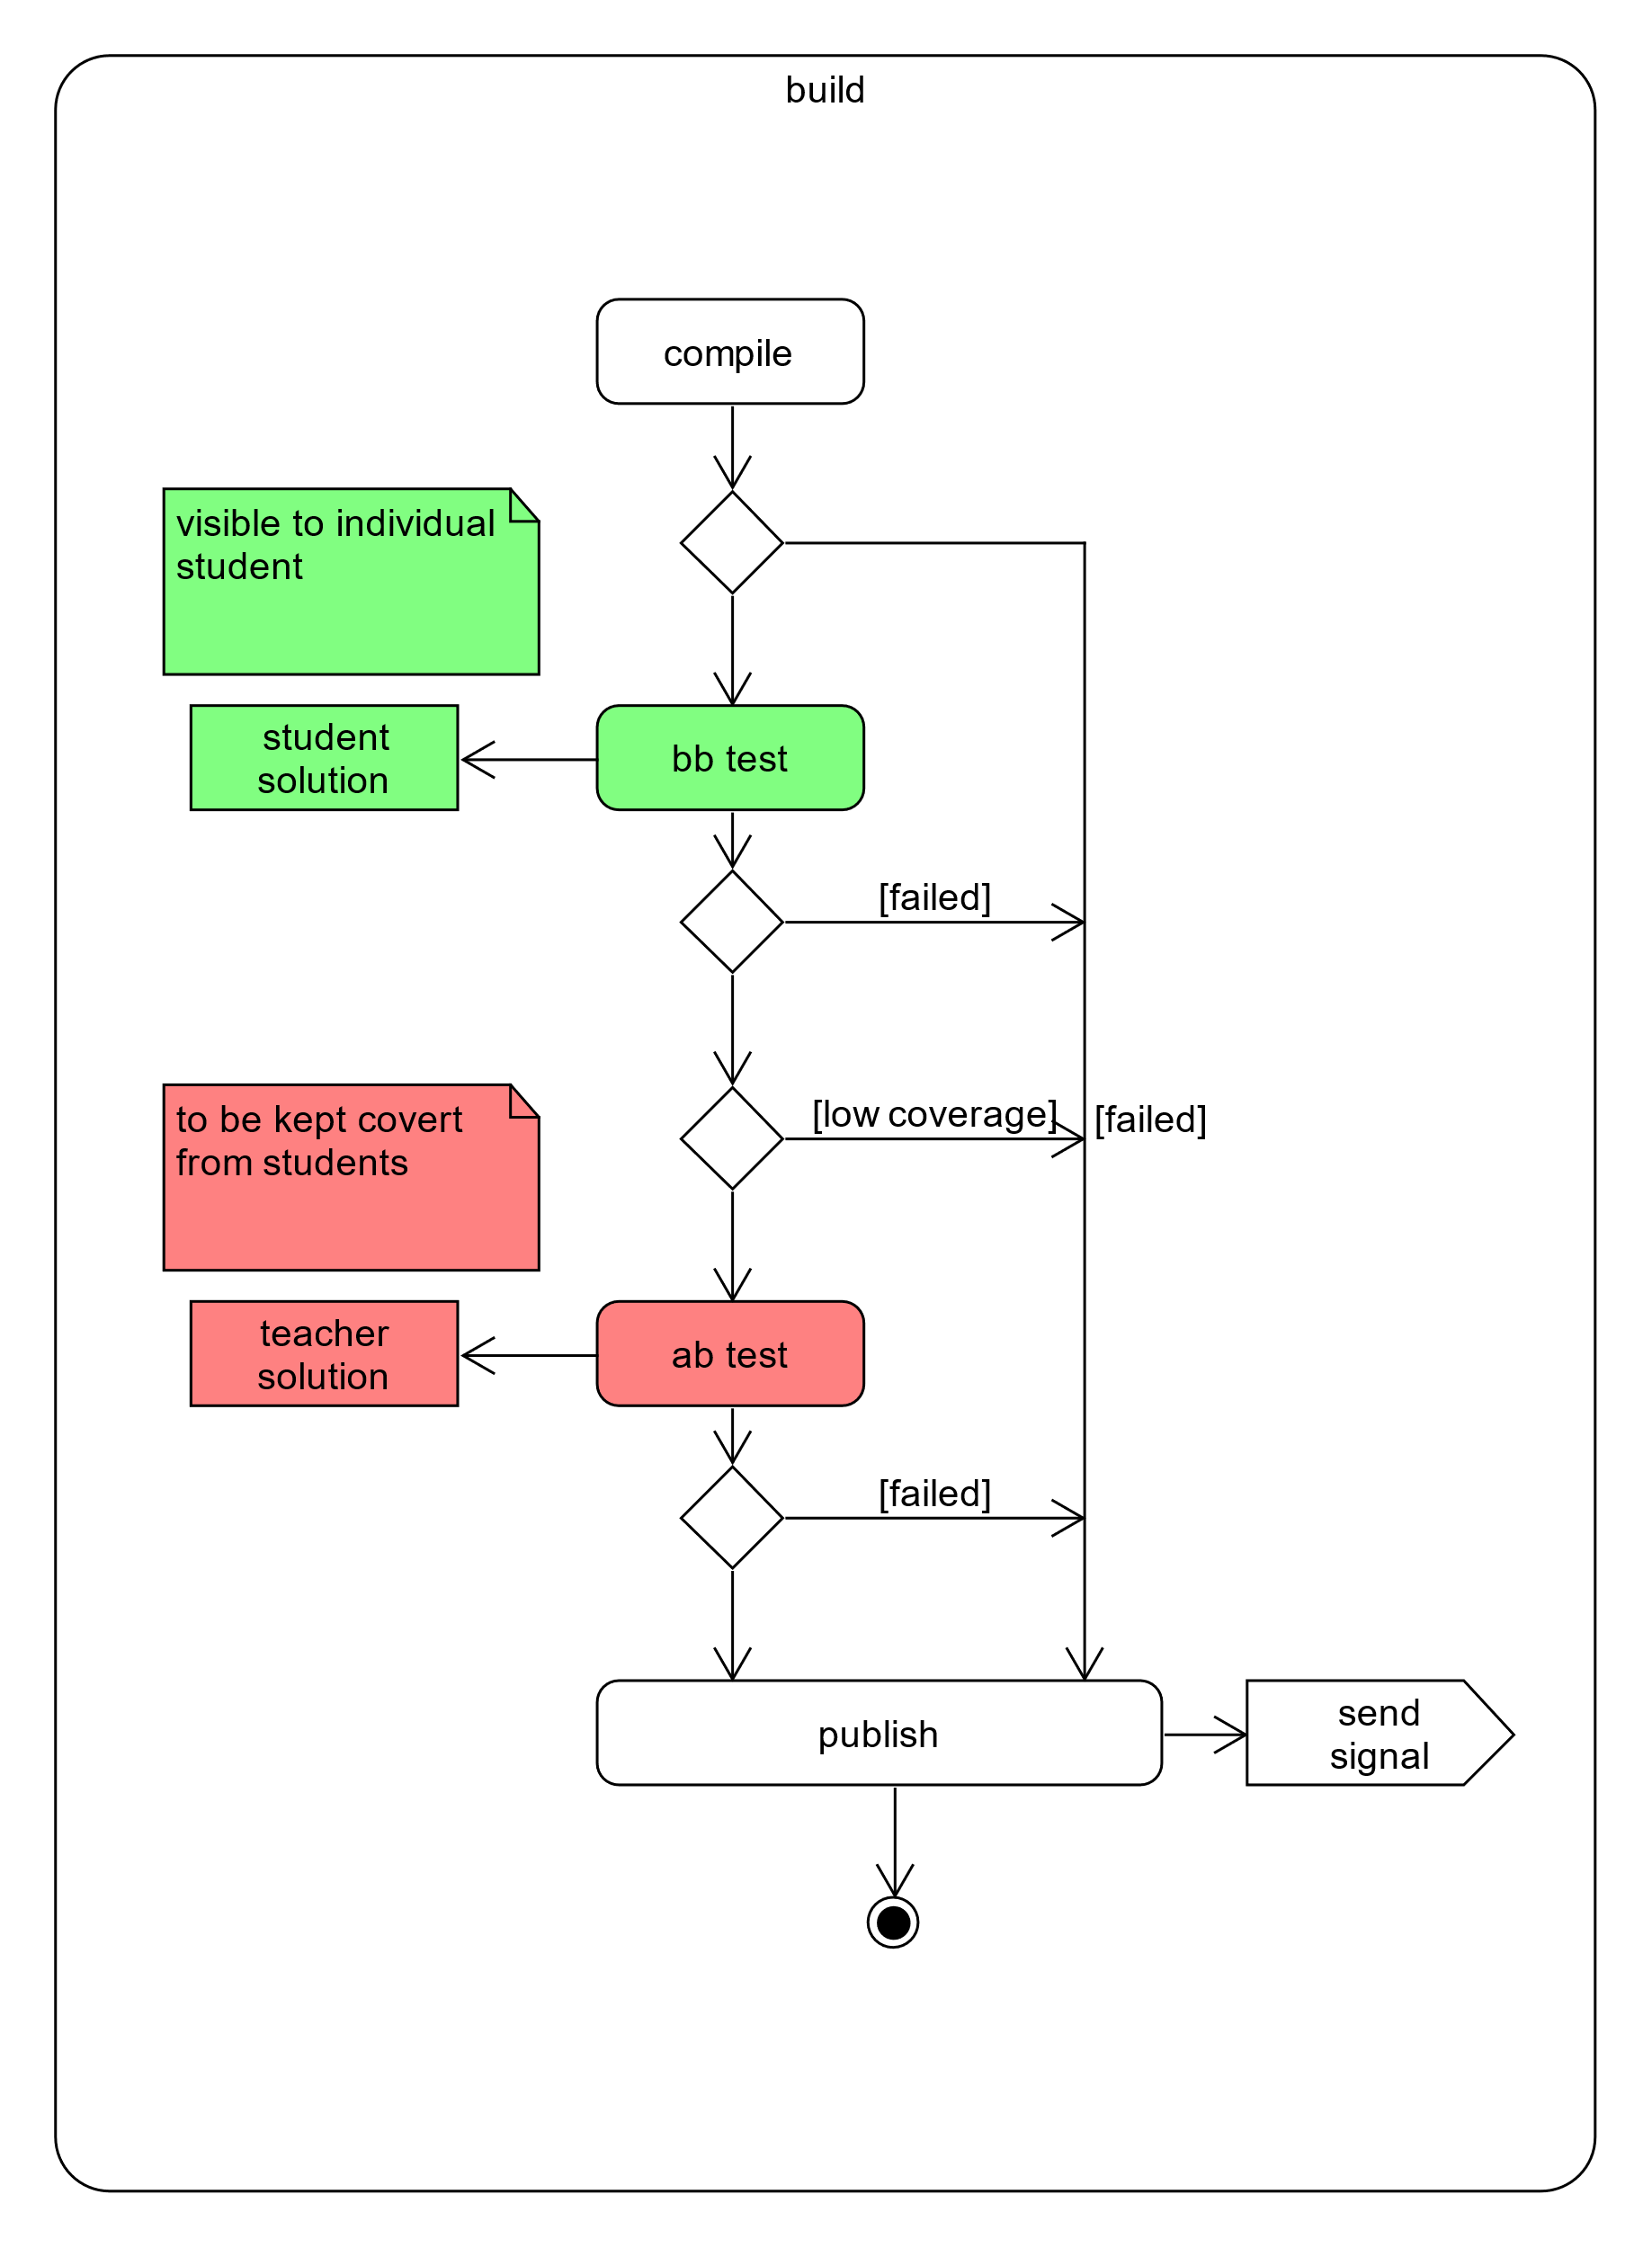 build
compile
visible to individual
student
student
solution
bb test
[failed]
to be kept covert
from students
[low coverage]
[failed]
teacher
solution
ab test
[failed]
publish
send
signal